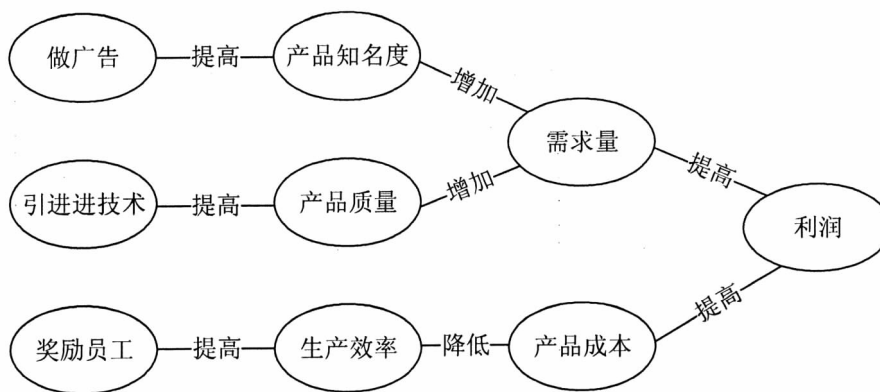 做广告 提高 产品知名度
增加
需求量
提高
引进进技术 提高 产品质量
增加
利润
提高
奖励员工 提高 生产效率 降低 产品成本